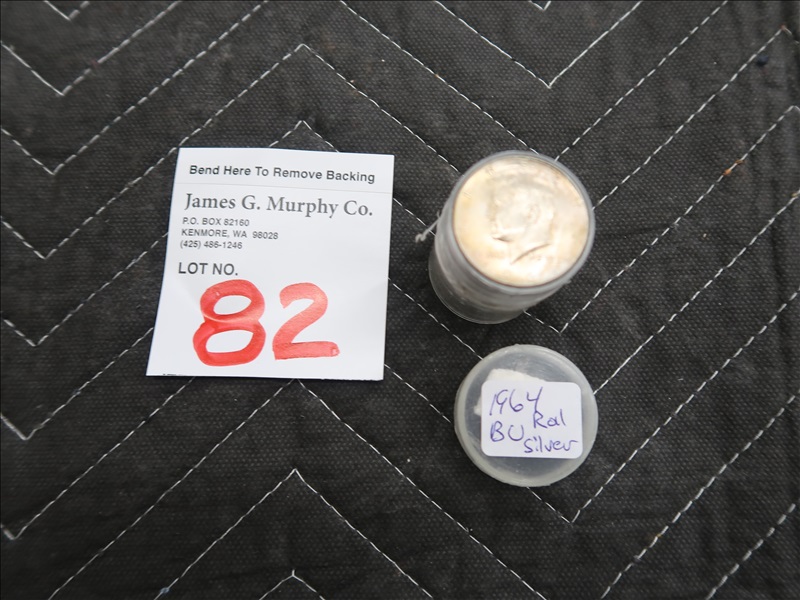 Bend Here To Remove Backing
James G. Murphy Co.
P.O. BOX 82160
KENMORE, WA 98028
(425) 486-1246
LOT NO.
82
1964
BU Rol
Silver